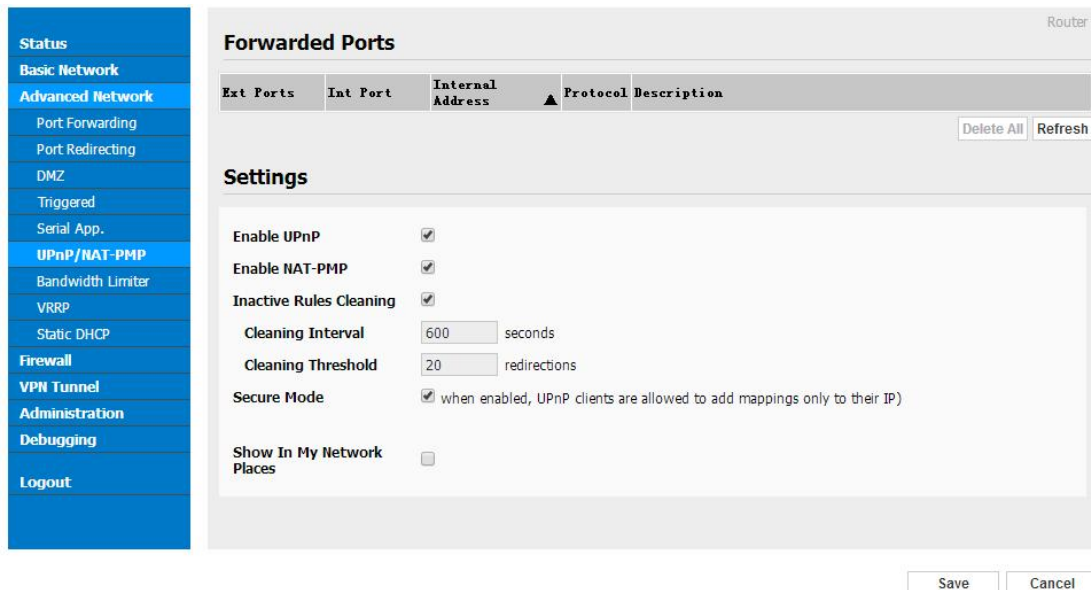 Router
Status
Basic Network
Advanced Network
Port Forwarding
Port Redirecting
DMZ
Triggered
Serial App.
UPnP/NAT-PMP
Bandwidth Limiter
VRRP
Static DHCP
Firewall
VPN Tunnel
Administration
Debugging
Logout
Forwarded Ports
Ext Ports Int Port Internal Address ▲ Protocol Description
Delete All Refresh
Settings
Enable UPnP
Enable NAT-PMP
Inactive Rules Cleaning
Cleaning Interval 600 seconds
Cleaning Threshold 20 redirections
Secure Mode when enabled, UPnP clients are allowed to add mappings only to their IP)
Show In My Network
Places
Save Cancel